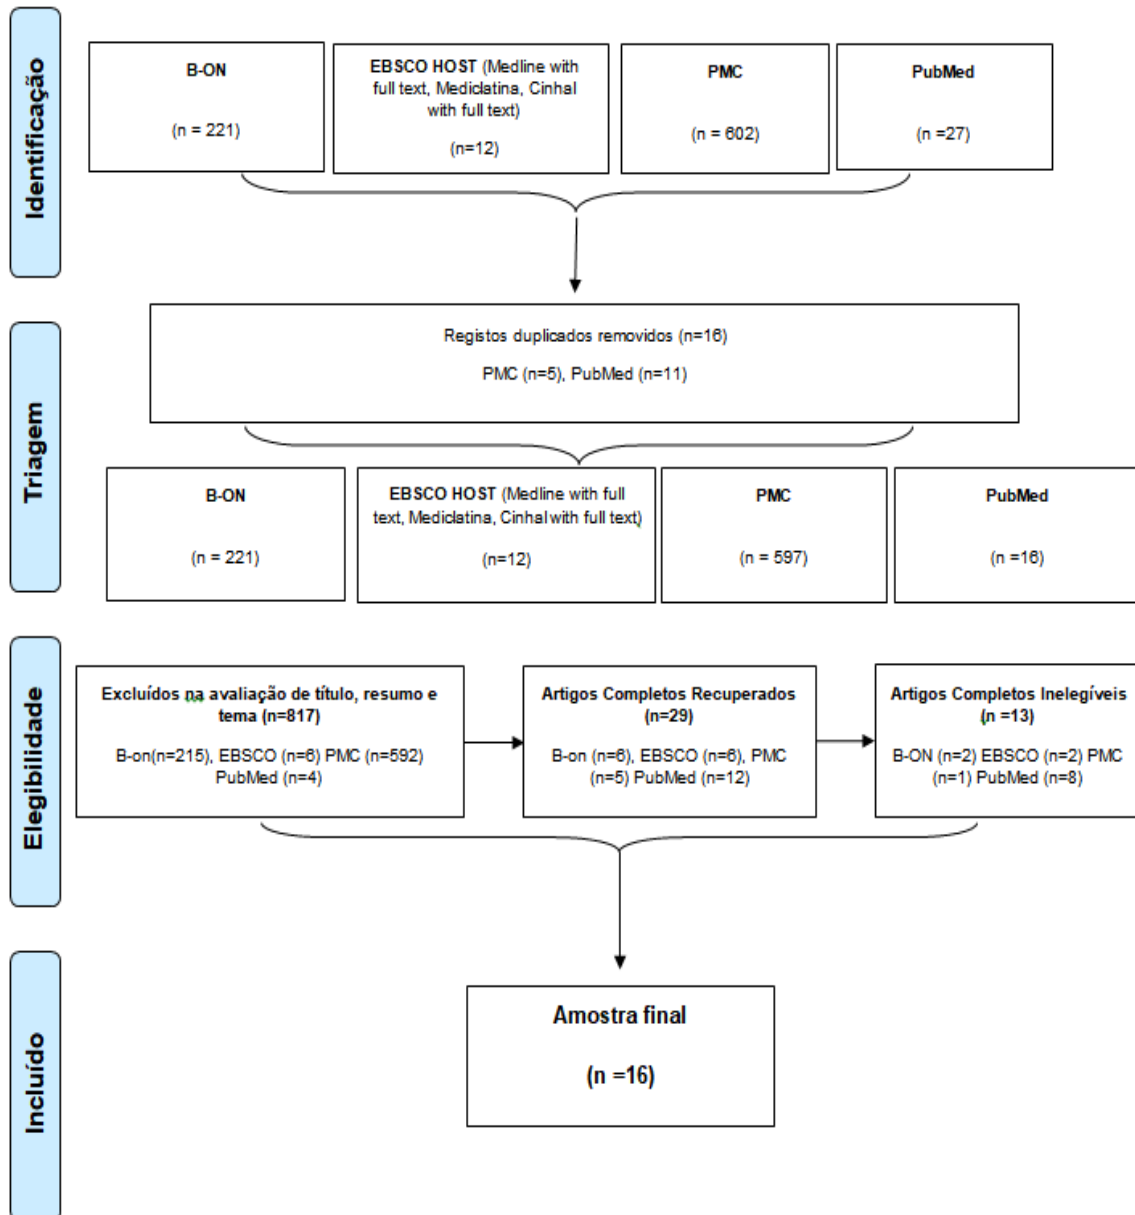 Identificação
B-ON
(n = 221)
EBSCO HOST (Medline with
full text, Mediclatina, Cinhal
with full text)
(n=12)
PMC
(n = 602)
PubMed
(n =27)
Triagem
Registos duplicados removidos (n=16)
PMC (n=5), PubMed (n=11)
B-ON
(n = 221)
EBSCO HOST (Medline with full
text, Mediclatina, Cinhal with full text)
(n=12)
PMC
(n = 597)
PubMed
(n =16)
Elegibilidade
Excluídos na avaliação de título, resumo e
tema (n=817)
B-on(n=215), EBSCO (n=6) PMC (n=592)
PubMed (n=4)
Artigos Completos Recuperados
(n=29)
B-on (n=6), EBSCO (n=6), PMC
(n=5) PubMed (n=12)
Artigos Completos Inelegíveis
(n =13)
B-ON (n=2) EBSCO (n=2) PMC
(n=1) PubMed (n=8)
Incluído
Amostra final
(n =16)